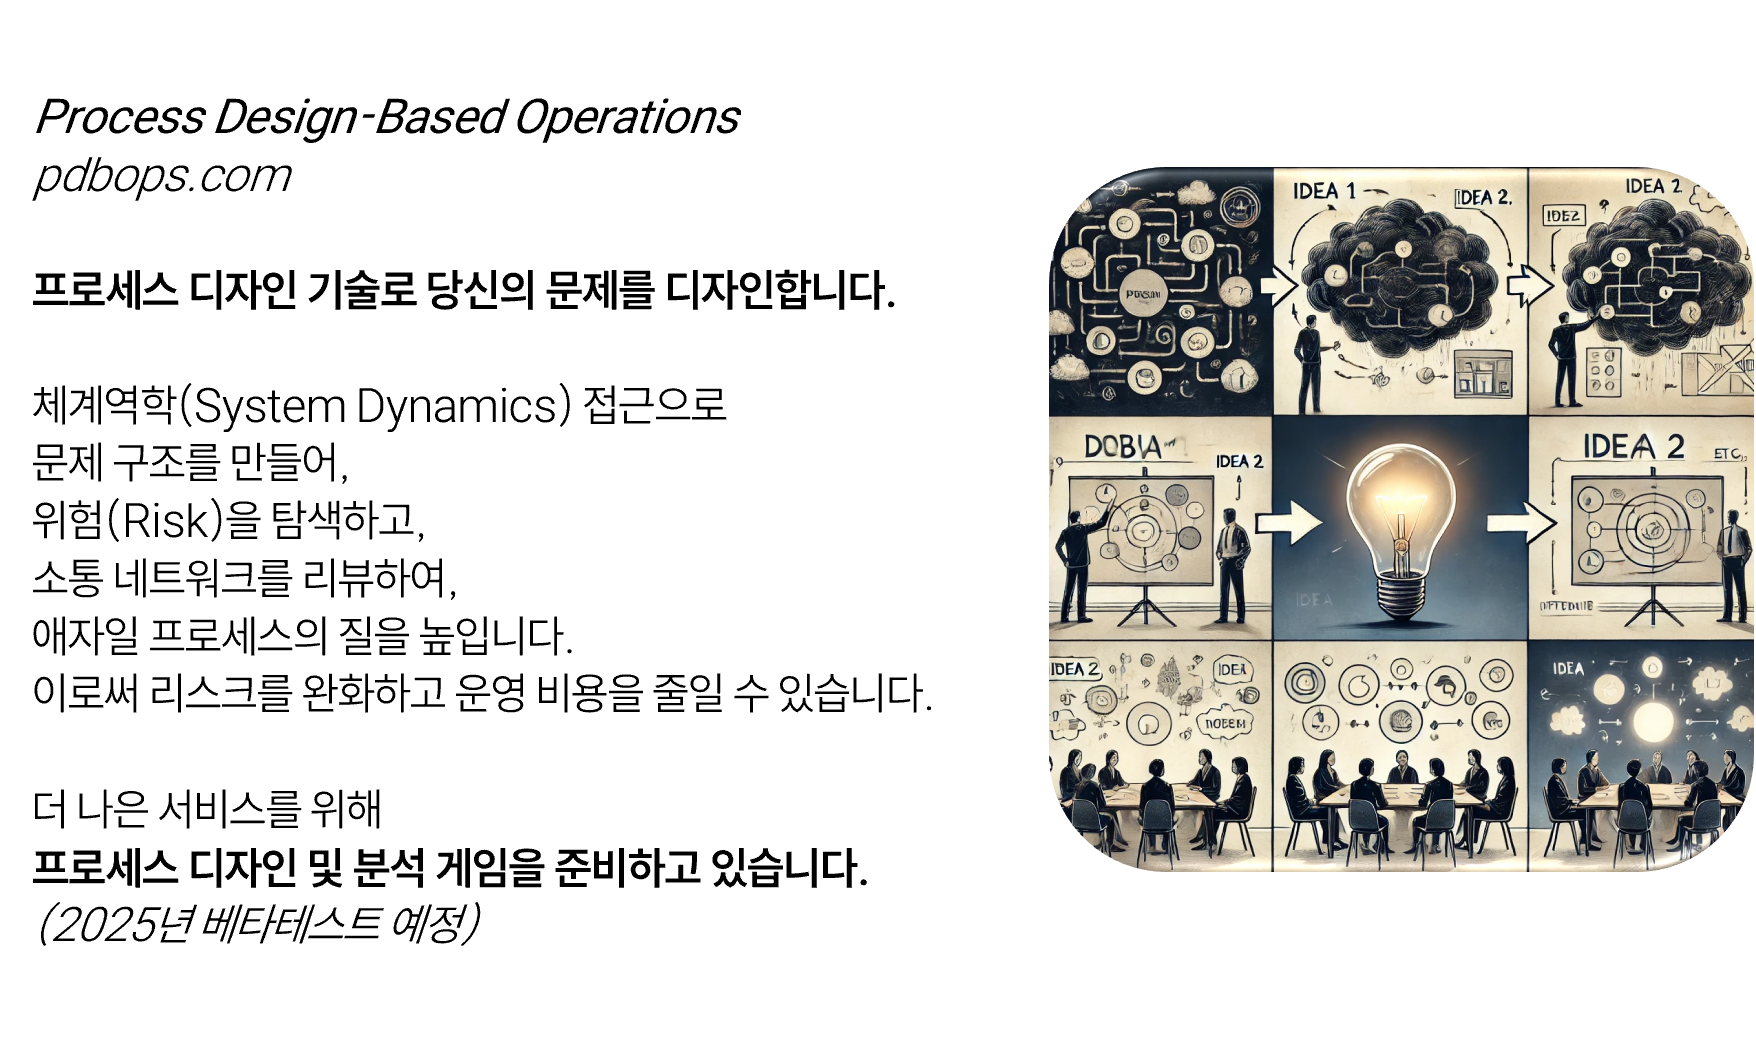 Process Design-Based Operations
pdbops.com
프로세스 디자인 기술로 당신의 문제를 디자인합니다.
체계역학(System Dynamics) 접근으로
문제 구조를 만들어,
위험(Risk)을 탐색하고,
소통 네트워크를 리뷰하여,
애자일 프로세스의 질을 높입니다.
이로써 리스크를 완화하고 운영 비용을 줄일 수 있습니다.
더 나은 서비스를 위해
프로세스 디자인 및 분석 게임을 준비하고 있습니다.
(2025년 베타테스트 예정)
IDEA 1
IDEA 2.
IDEA 2
IDEA 2
IDEA 2
ETC
IDEA
IDEA 2
IDEA
IDEA